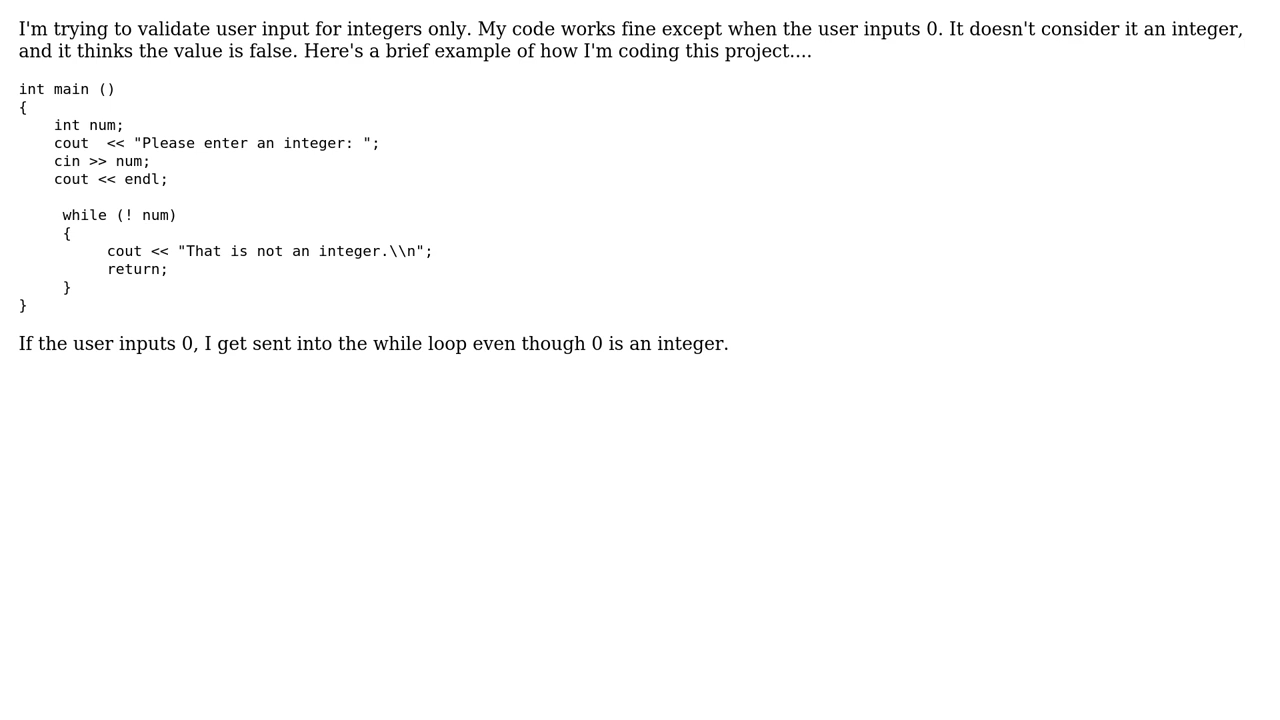 I'm trying to validate user input for integers only. My code works fine except when the user inputs 0. It doesn't consider it an integer,
and it thinks the value is false. Here's a brief example of how I'm coding this project....
int main ()
{
    int num;
    cout  << "Please enter an integer: ";
    cin >> num;
    cout << endl;

     while (! num)
     {
          cout << "That is not an integer.\\n";
          return;
     }
}
If the user inputs 0, I get sent into the while loop even though 0 is an integer.